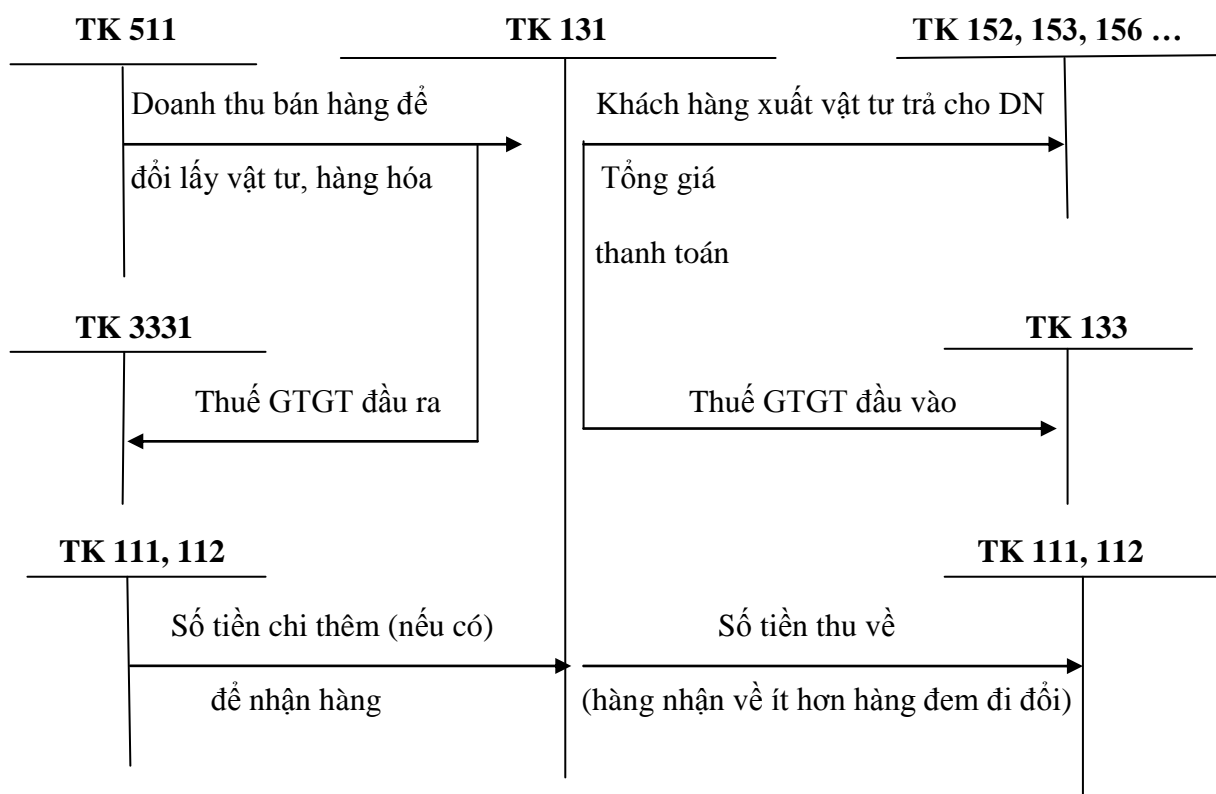 TK 511
TK 131
TK 152, 153, 156 …
Doanh thu bán hàng để
đổi lấy vật tư, hàng hóa
Khách hàng xuất vật tư trả cho DN
Tổng giá
thanh toán
TK 3331
TK 133
Thuế GTGT đầu ra
Thuế GTGT đầu vào
TK 111, 112
TK 111, 112
Số tiền chi thêm (nếu có)
để nhận hàng
Số tiền thu về
(hàng nhận về ít hơn hàng đem đi đổi)